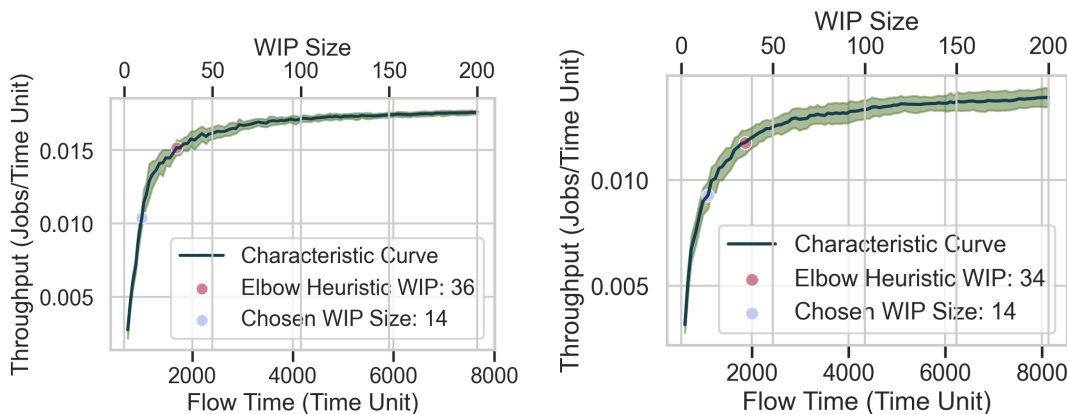 WIP Size
0 50 100 150 200
Throughput (Jobs/Time Unit)
0.015
0.010
0.005
Characteristic Curve
Elbow Heuristic WIP: 36
Chosen WIP Size: 14
2000 4000 6000 8000
Flow Time (Time Unit)
WIP Size
0 50 100 150 200
Throughput (Jobs/Time Unit)
0.010
0.005
Characteristic Curve
Elbow Heuristic WIP: 34
Chosen WIP Size: 14
2000 4000 6000 8000
Flow Time (Time Unit)